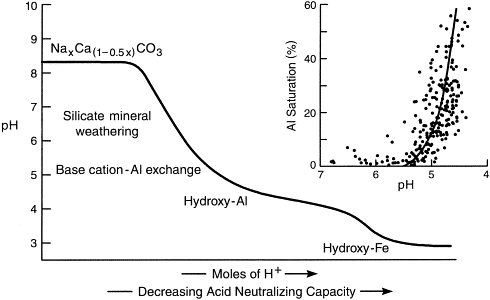 10
9
8
7
6
5
4
3
pH
NaxCa(1−0.5x)CO3
Silicate mineral
weathering
Base cation-Al exchange
Hydroxy-Al
Hydroxy-Fe
Moles of H+
Decreasing Acid Neutralizing Capacity
60
40
20
0
Al Saturation (%)
7 6 5 4
pH